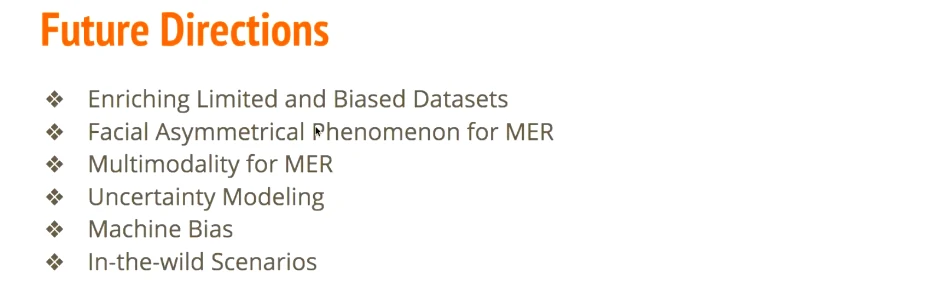 Future Directions
❖ Enriching Limited and Biased Datasets
❖ Facial Asymmetrical Phenomenon for MER
❖ Multimodality for MER
❖ Uncertainty Modeling
❖ Machine Bias
❖ In-the-wild Scenarios